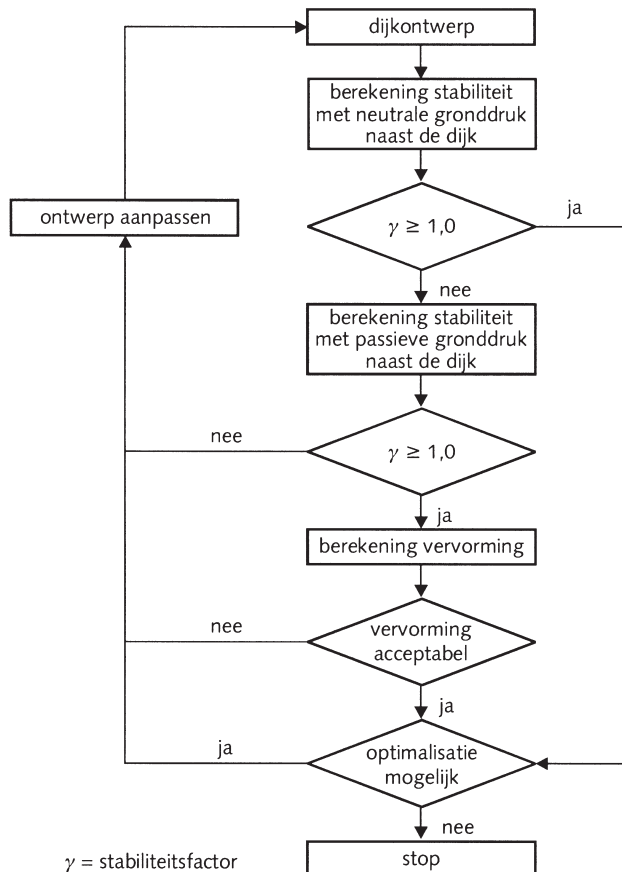 dijkontwerp
berekening stabiliteit
met neutrale gronddruk
naast de dijk
ontwerp aanpassen
γ ≥ 1,0
ja
nee
berekening stabiliteit
met passieve gronddruk
naast de dijk
nee
γ ≥ 1,0
ja
berekening vervorming
nee
vervorming
acceptabel
ja
ja
optimalisatie
mogelijk
nee
γ = stabiliteitsfactor
stop